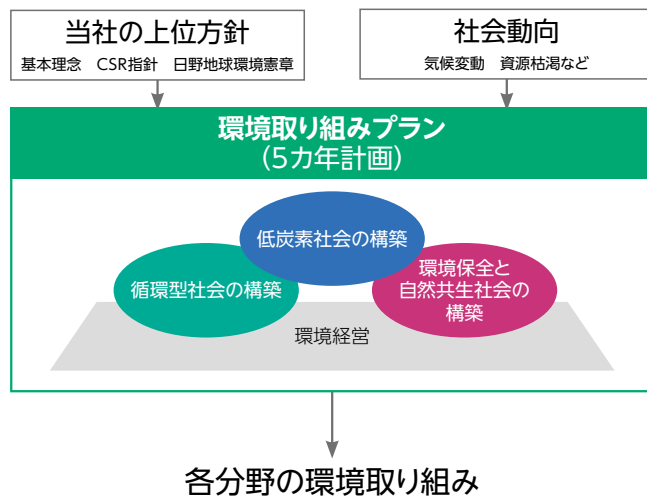 当社の上位方針
基本理念　CSR指針　日野地球環境憲章
社会動向
気候変動　資源枯渇など
環境取り組みプラン
(5カ年計画)
低炭素社会の構築
循環型社会の構築
環境保全と
自然共生社会の
構築
環境経営
各分野の環境取り組み